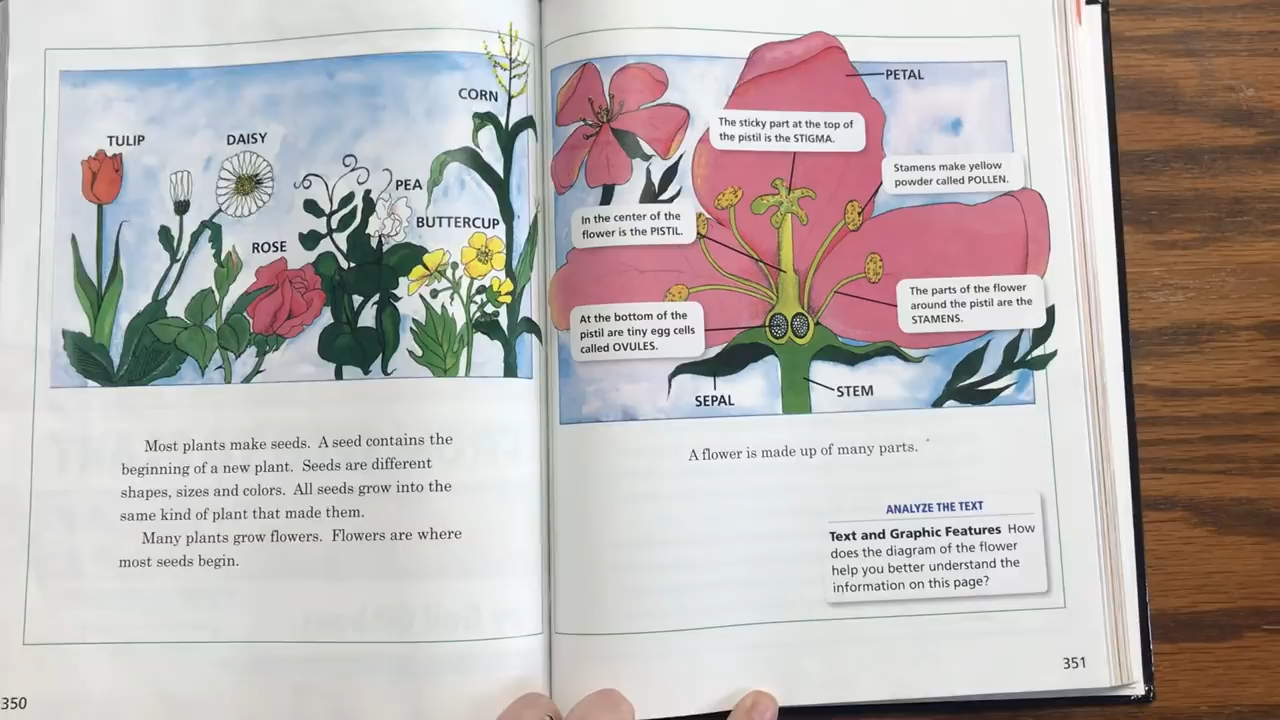 CORN
TULIP
DAISY
PEA
BUTTERCUP
ROSE
Most plants make seeds. A seed contains the
beginning of a new plant. Seeds are different
shapes, sizes and colors. All seeds grow into the
same kind of plant that made them.
Many plants grow flowers. Flowers are where
most seeds begin.
350
PETAL
The sticky part at the top of
the pistil is the STIGMA.
Stamens make yellow
powder called POLLEN.
In the center of the
flower is the PISTIL.
The parts of the flower
around the pistil are the
STAMENS.
At the bottom of the
pistil are tiny egg cells
called OVULES.
SEPAL
STEM
A flower is made up of many parts.
ANALYZE THE TEXT
Text and Graphic Features How
does the diagram of the flower
help you better understand the
information on this page?
351